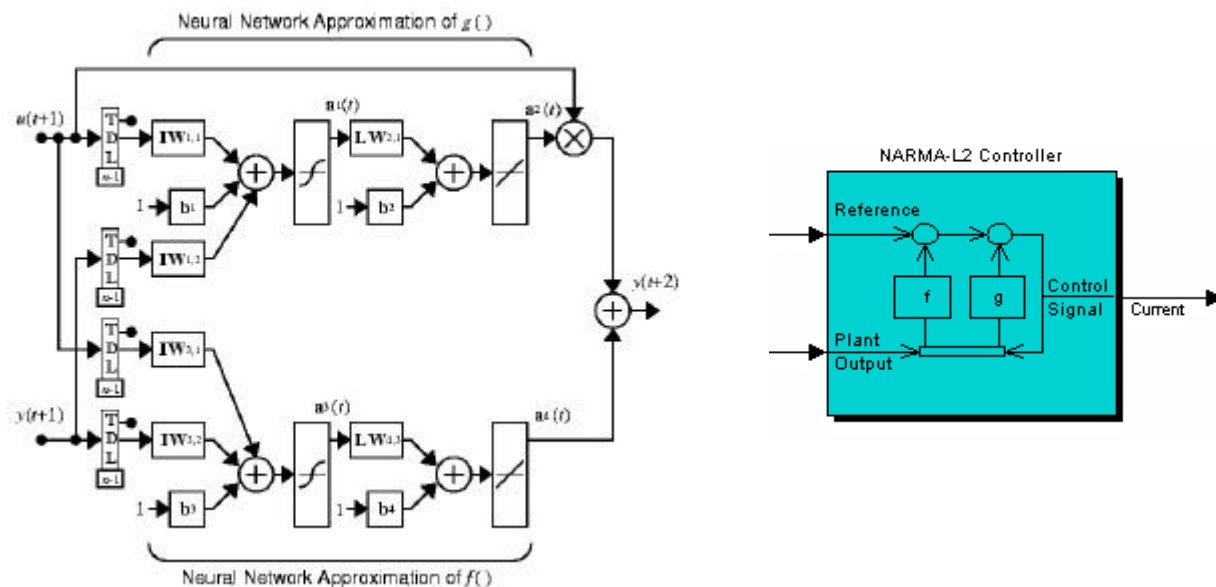 Neural Network Approximation of g ( )
u(t+1)
T D L
n-1
IW1,1
1
b1
a1(t)
LW2,1
1
b2
a2(t)
T D L
n-1
IW1,2
T D L
n-1
IW3,1
y(t+2)
y(t+1)
T D L
n-1
IW3,2
1
b3
a3(t)
LW4,3
1
b4
a4(t)
Neural Network Approximation of f ( )
NARMA-L2 Controller
Reference
f
g
Control
Signal
Plant
Output
Current